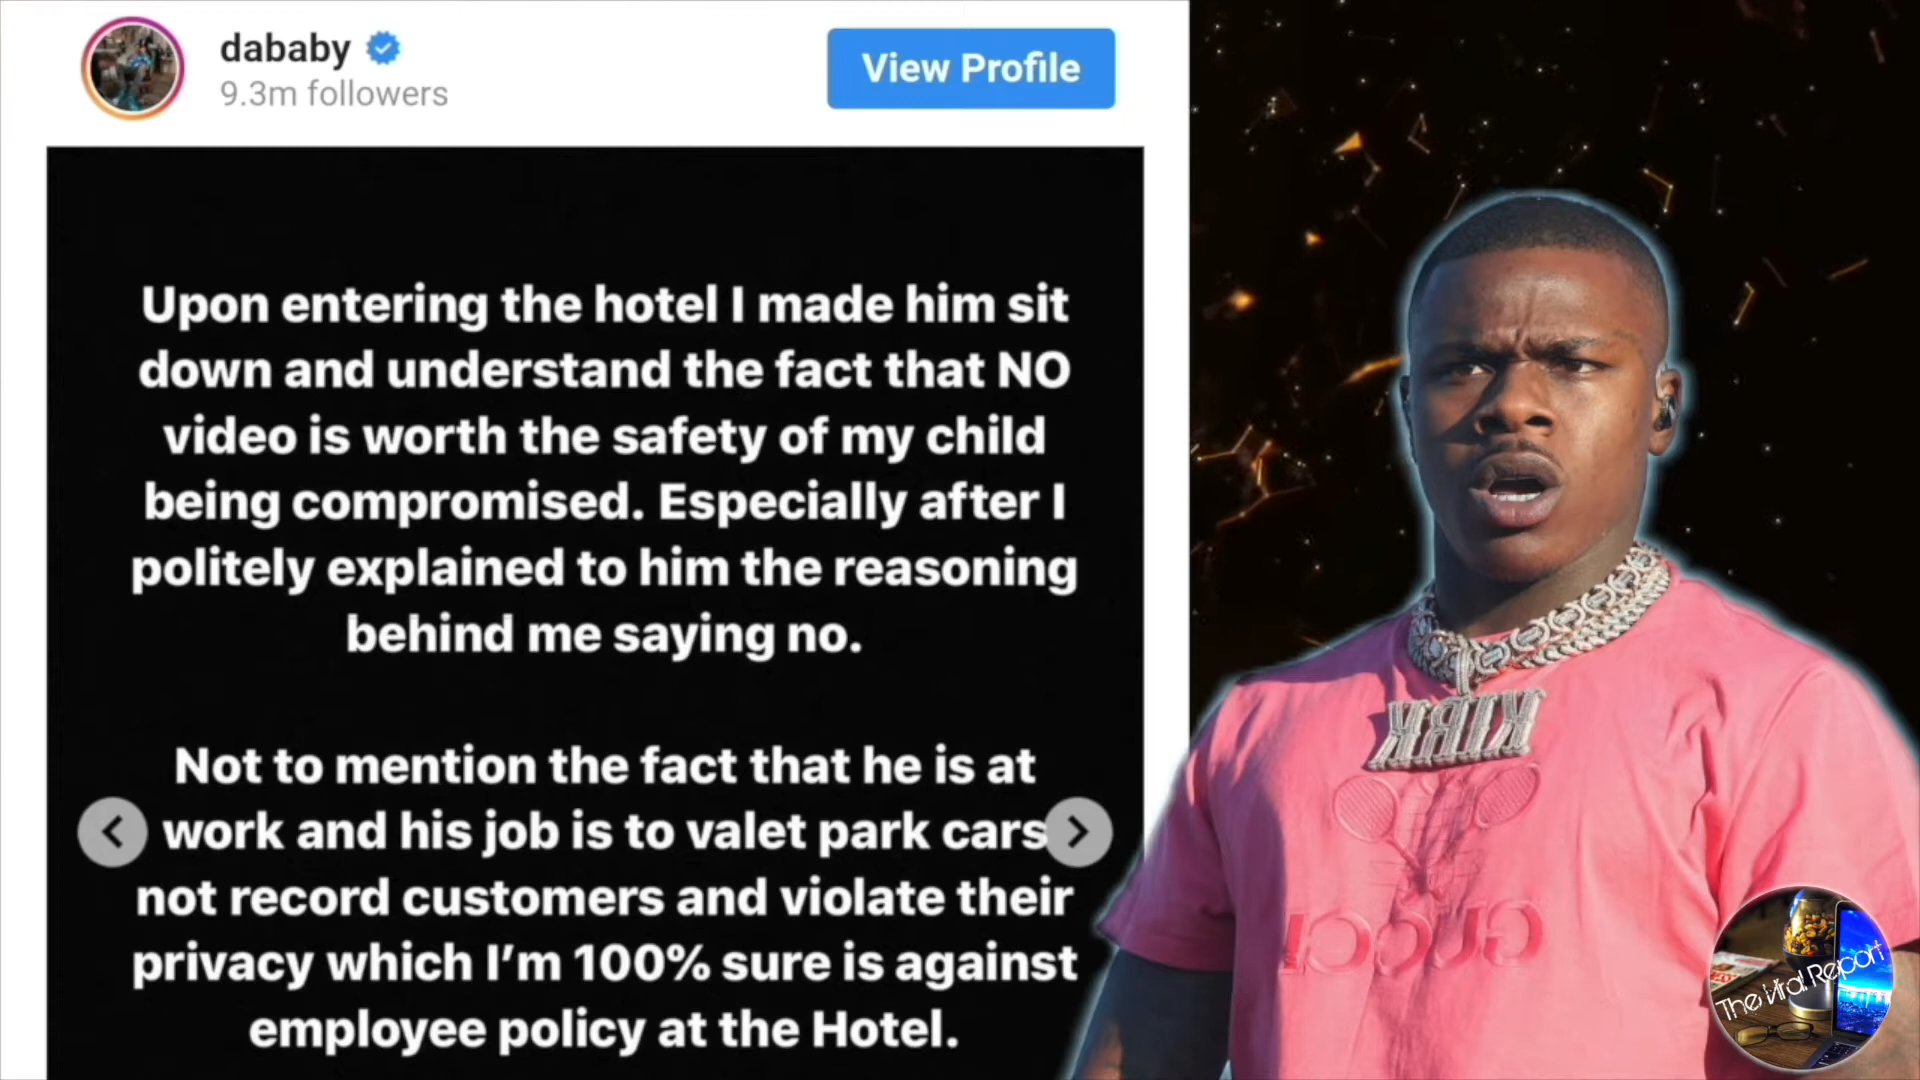 dababy
9.3m followers
View Profile
Upon entering the hotel I made him sit
down and understand the fact that NO
video is worth the safety of my child
being compromised. Especially after I
politely explained to him the reasoning
behind me saying no.
Not to mention the fact that he is at
work and his job is to valet park cars
not record customers and violate their
privacy which I'm 100% sure is against
employee policy at the Hotel.
KIRK
GUCCI
The Viral Report